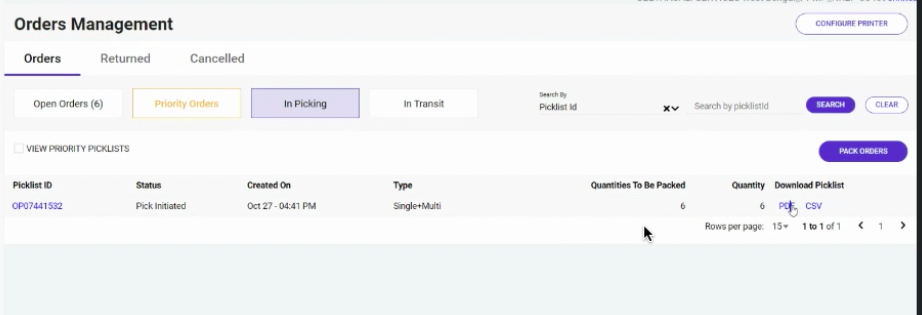 Orders Management
CONFIGURE PRINTER
Orders Returned Cancelled
Open Orders (6) Priority Orders In Picking In Transit
Search By
Picklist Id
Search by picklistid
SEARCH CLEAR
VIEW PRIORITY PICKLISTS
PACK ORDERS
Picklist ID Status Created On Type Quantities To Be Packed Quantity Download Picklist
OP07441532 Pick Initiated Oct 27 - 04:41 PM Single+Multi 6 6 PDF CSV
Rows per page: 15 1 to 1 of 1 1